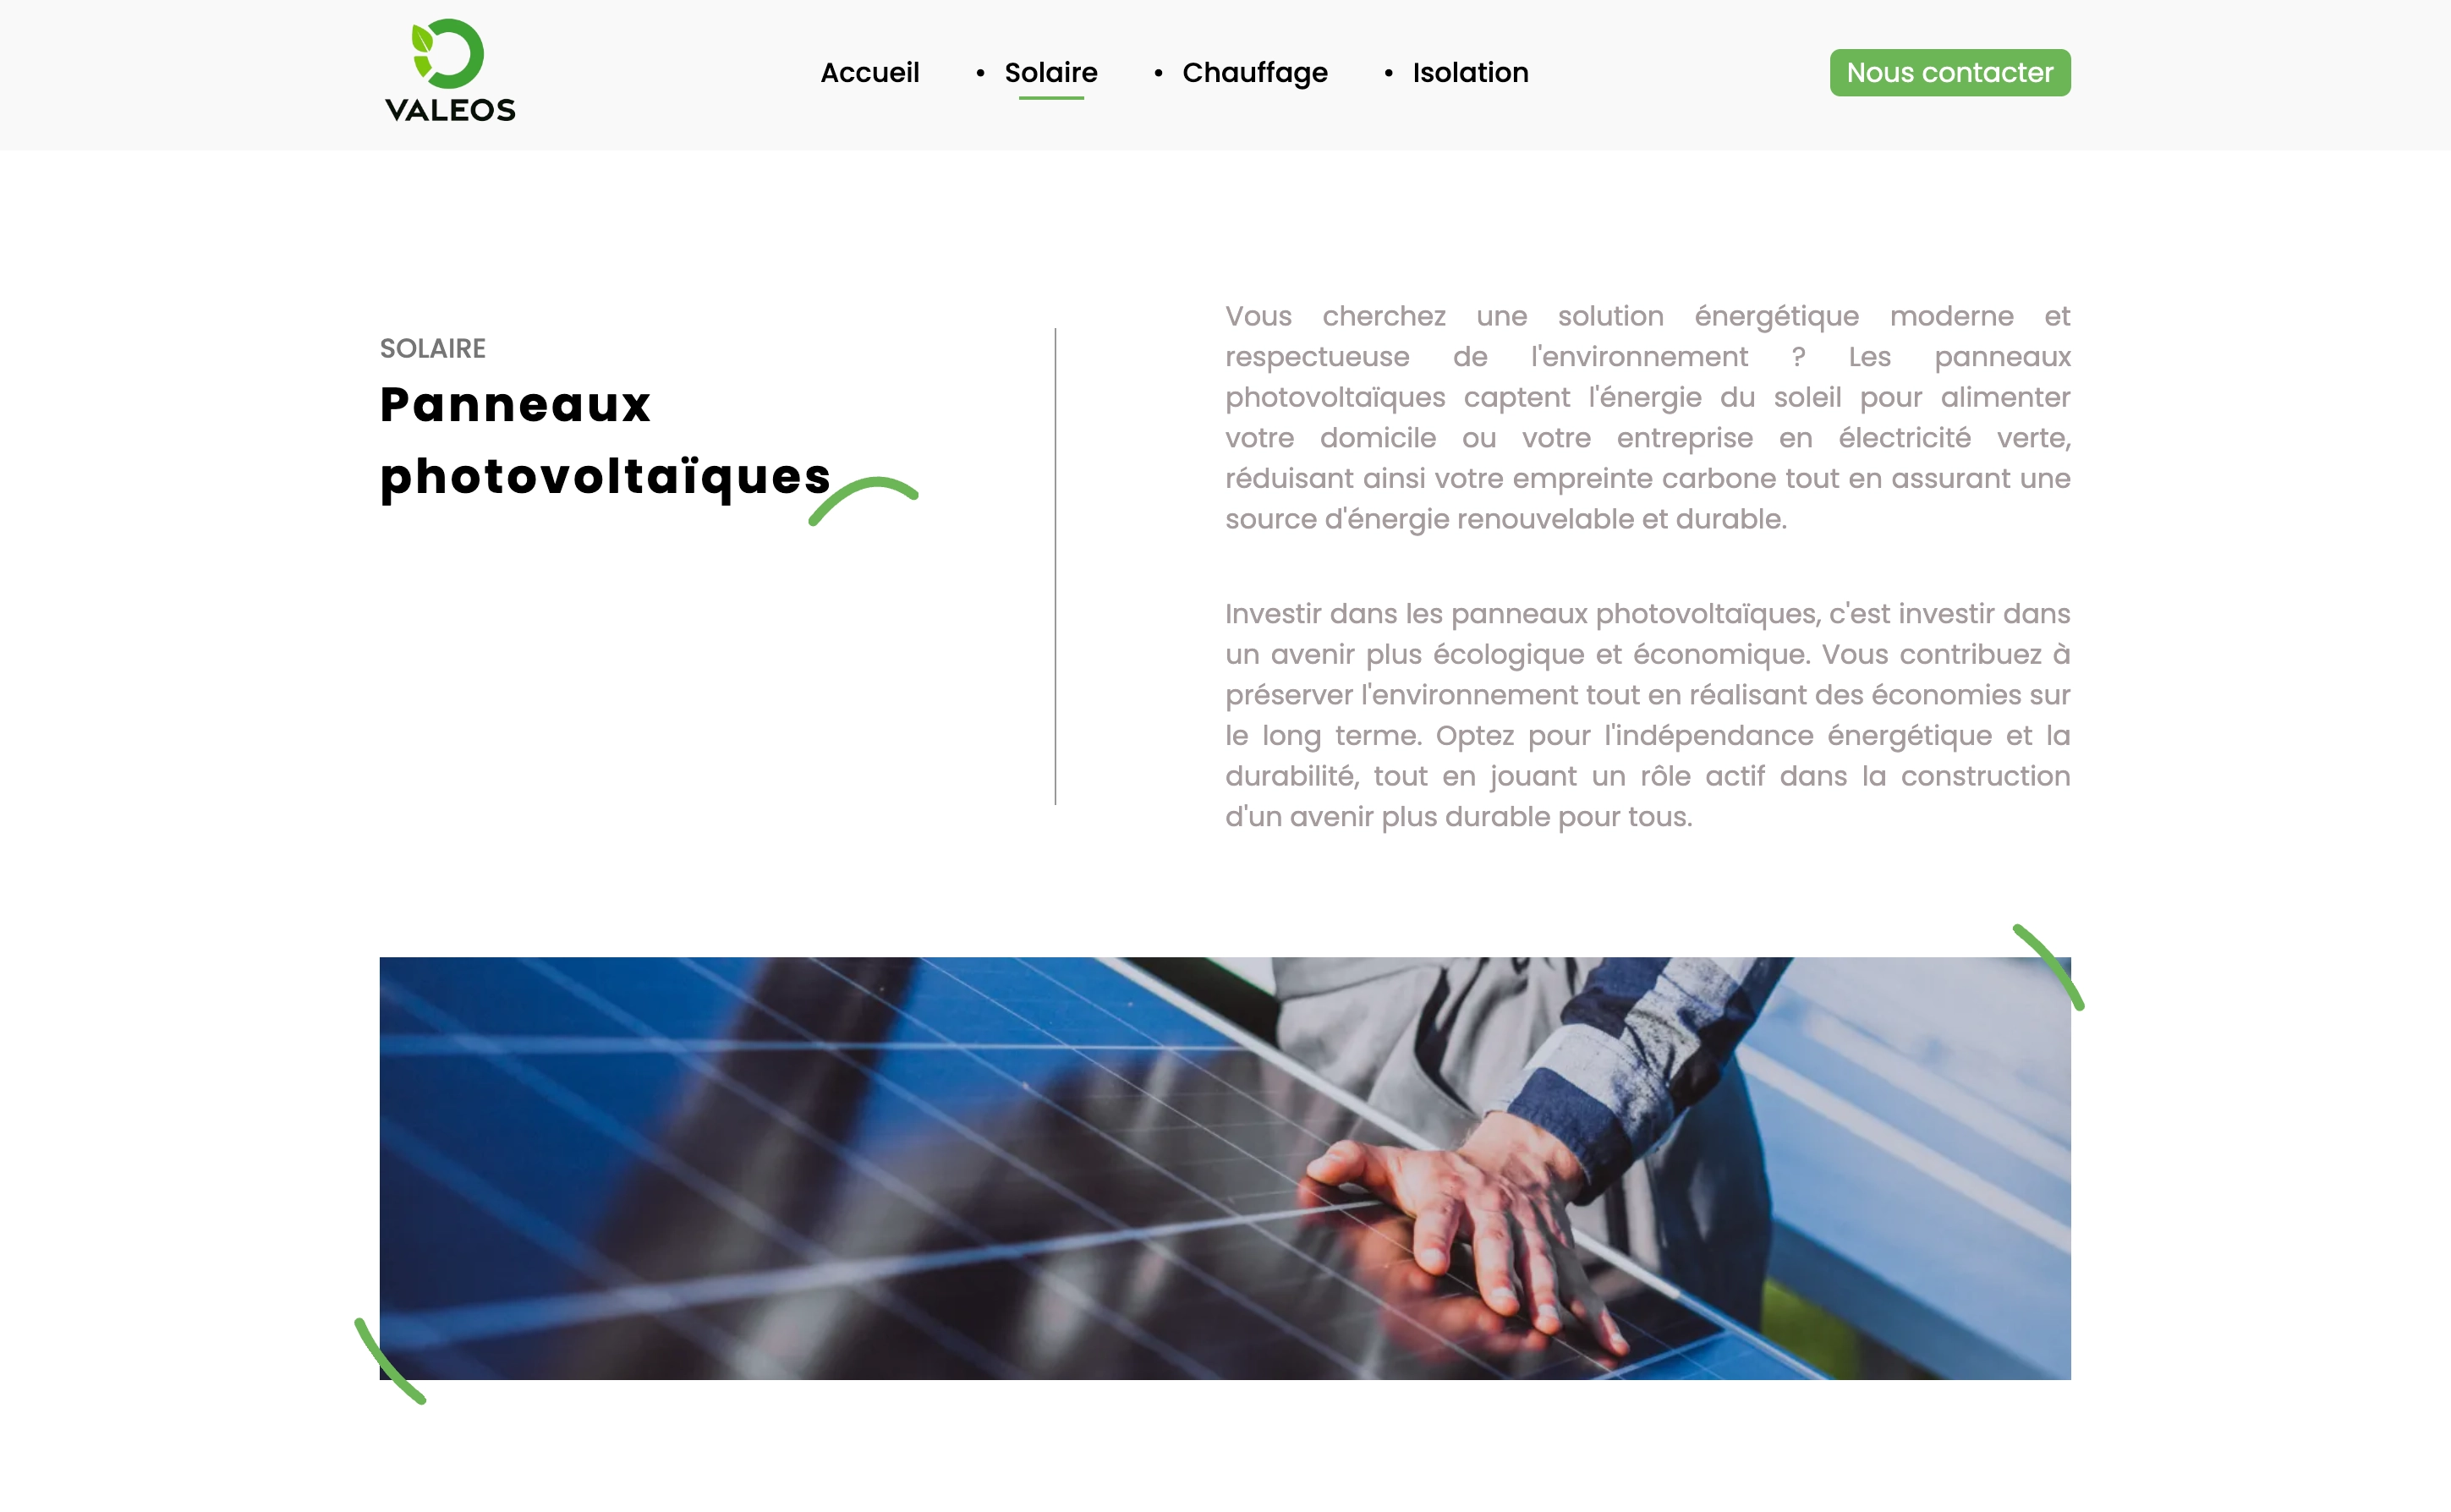 VALEOS
Accueil
• Solaire
• Chauffage
• Isolation
Nous contacter
SOLAIRE
Panneaux
photovoltaïques
Vous cherchez une solution énergétique moderne et
respectueuse de l'environnement ? Les panneaux
photovoltaïques captent l'énergie du soleil pour alimenter
votre domicile ou votre entreprise en électricité verte,
réduisant ainsi votre empreinte carbone tout en assurant une
source d'énergie renouvelable et durable.
Investir dans les panneaux photovoltaïques, c'est investir dans
un avenir plus écologique et économique. Vous contribuez à
préserver l'environnement tout en réalisant des économies sur
le long terme. Optez pour l'indépendance énergétique et la
durabilité, tout en jouant un rôle actif dans la construction
d'un avenir plus durable pour tous.